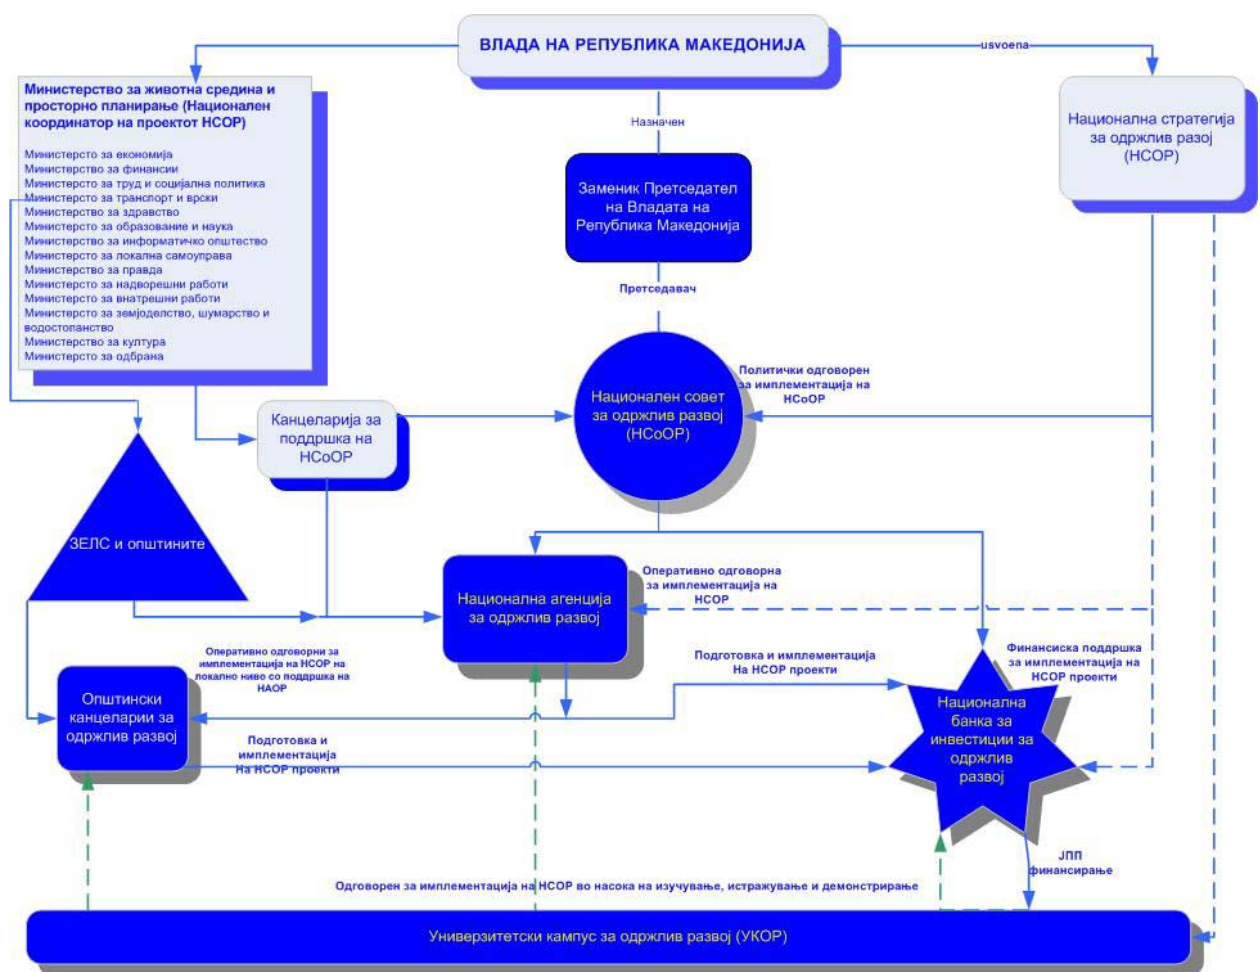 ВЛАДА НА РЕПУБЛИКА МАКЕДОНИЈА
usvoena
Министерство за животна средина и
просторно планирање (Национален
координатор на проектот НСОР)
Министерсто за економија
Министерство за финансии
Министерсто за труд и социјална политика
Министерсто за транспорт и врски
Министерство за здравство
Министерсто за образование и наука
Министерство за информатичко општество
Министерсто за локална самоуправа
Министерсто за правда
Министерсто за надворешни работи
Министерсто за внатрешни работи
Министерсто за земјоделство, шумарство и
водостопанство
Министерство за култура
Министерсто за одбрана
Назначен
Национална стратегија
за одржлив разој
(НСОР)
Заменик Претседател
на Владата на
Република Македонија
Претседавач
Политички одговорен
за имплементација на
НСоОР
Национален совет
за одржлив развој
(НСоОР)
Канцеларија за
поддршка на
НСоОР
ЗЕЛС и општините
Национална агенција
за одржлив развој
Оперативно одговорна
за имплементација на
НСОР
Оперативно одговорни за
имплементација на НСОР на
локално ниво со поддршка на
НАОР
Подготовка и имплементација
На НСОР проекти
Финансиска поддршка
за имплементација на
НСОР проекти
Општински
канцеларии за
одржлив развој
Национална
банка за
инвестиции за
одржлив
развој
Подготовка и
имплементација
На НСОР проекти
ЈПП
финансирање
Одговорен за имплементација на НСОР во насока на изучување, истражување и демонстрирање
Универзитетски кампус за одржлив развој (УКОР)